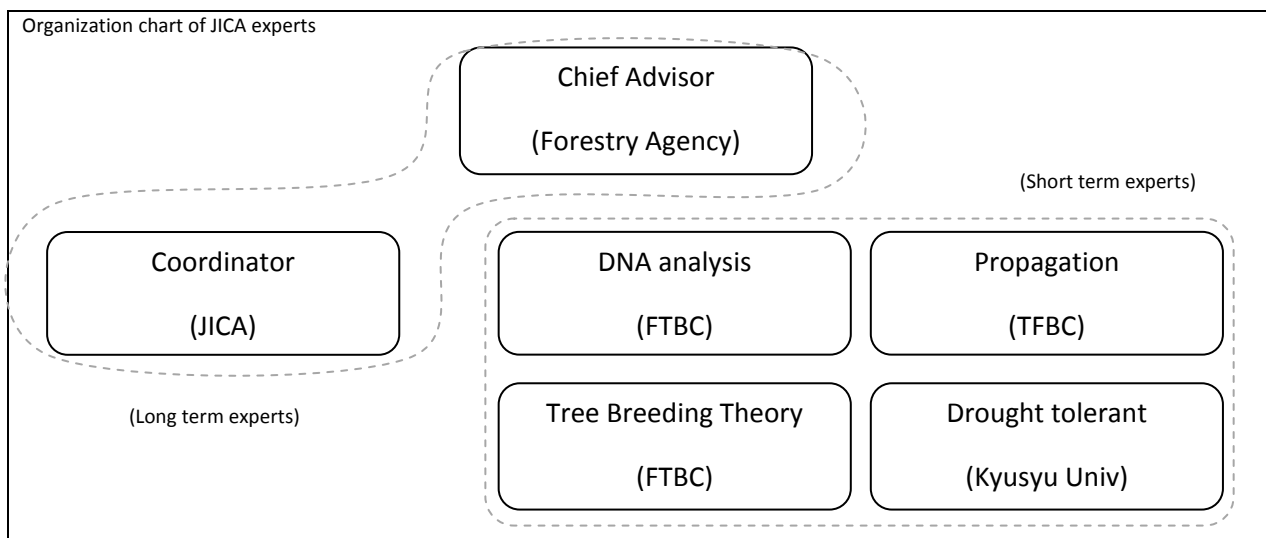 Organization chart of JICA experts
Chief Advisor
(Forestry Agency)
(Short term experts)
Coordinator
(JICA)
DNA analysis
(FTBC)
Propagation
(TFBC)
(Long term experts)
Tree Breeding Theory
(FTBC)
Drought tolerant
(Kyusyu Univ)